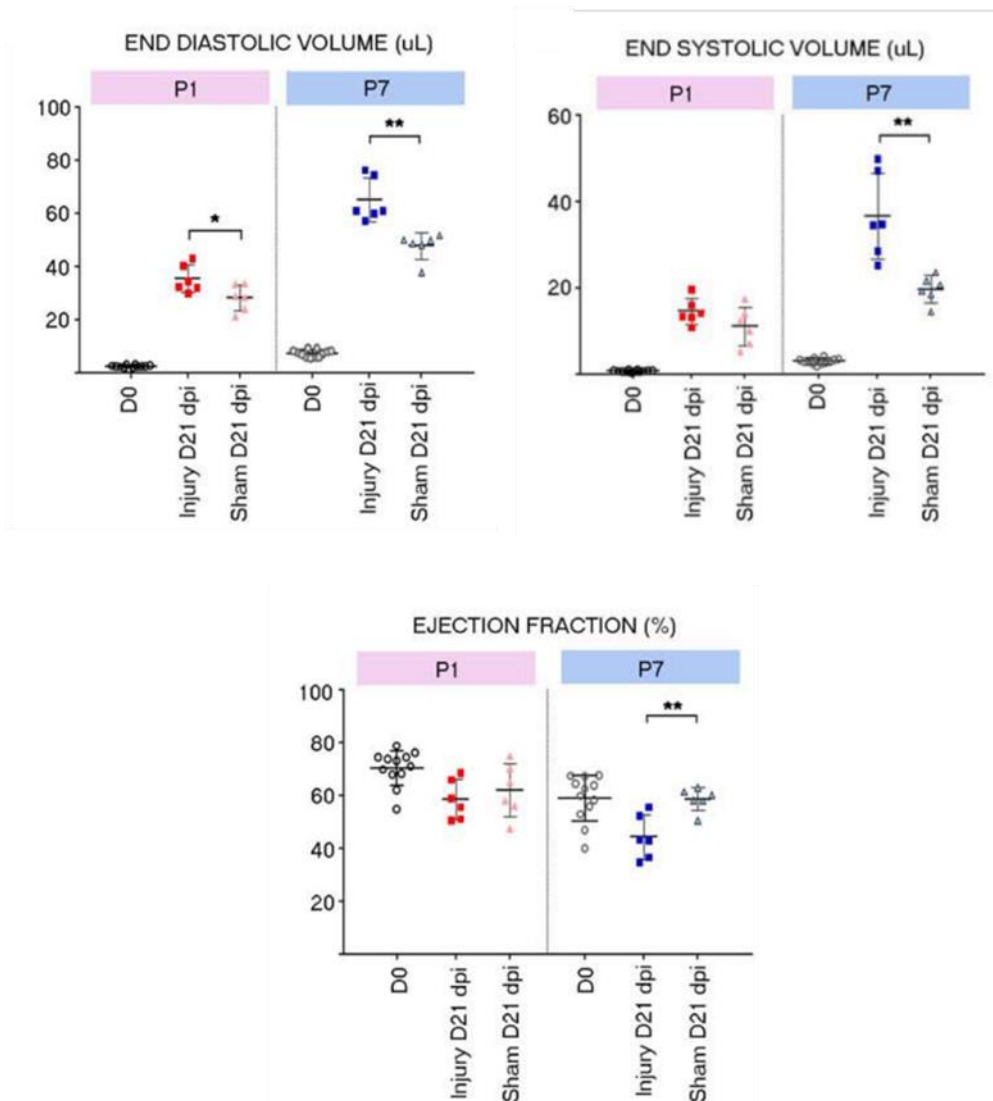 END DIASTOLIC VOLUME (uL)
P1 P7
100
80
60
40
20
**
*
D0
Injury D21 dpi
Sham D21 dpi
D0
Injury D21 dpi
Sham D21 dpi
END SYSTOLIC VOLUME (uL)
P1 P7
60
40
20
**
D0
Injury D21 dpi
Sham D21 dpi
D0
Injury D21 dpi
Sham D21 dpi
EJECTION FRACTION (%)
P1 P7
100
80
60
40
20
**
D0
Injury D21 dpi
Sham D21 dpi
D0
Injury D21 dpi
Sham D21 dpi